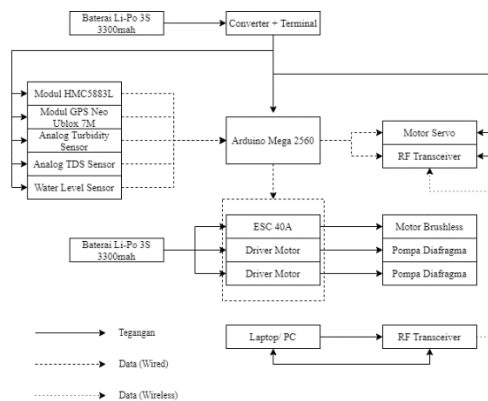 Baterai Li-Po 3S
3300mah
Converter + Terminal
Modul HMC5883L
Modul GPS Neo
Ublox 7M
Analog Turbidity
Sensor
Analog TDS Sensor
Water Level Sensor
Arduino Mega 2560
Motor Servo
RF Transceiver
Baterai Li-Po 3S
3300mah
ESC 40A
Driver Motor
Driver Motor
Motor Brushless
Pompa Diafragma
Pompa Diafragma
Laptop/ PC
RF Transceiver
Tegangan
Data (Wired)
Data (Wireless)